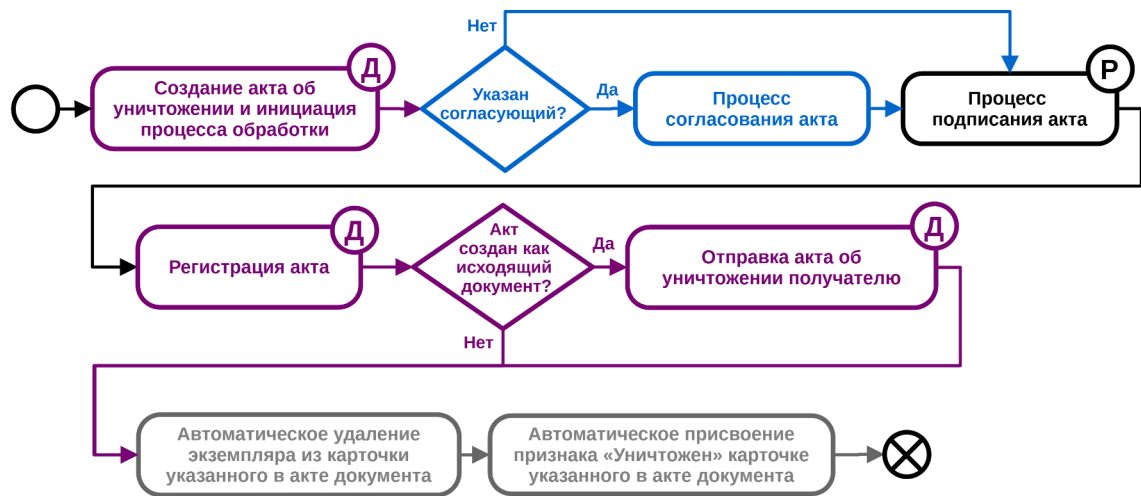 Нет
Д
Создание акта об
уничтожении и инициация
процесса обработки
Указан
согласующий?
Да
Процесс
согласования акта
Р
Процесс
подписания акта
Д
Регистрация акта
Акт
создан как
исходящий
документ?
Да
Нет
Д
Отправка акта об
уничтожении получателю
Автоматическое удаление
экземпляра из карточки
указанного в акте документа
Автоматическое присвоение
признака «Уничтожен» карточке
указанного в акте документа